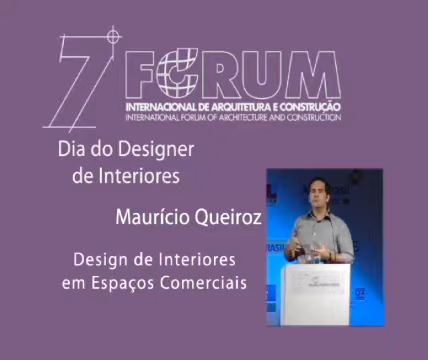 7º FÓRUM
INTERNACIONAL DE ARQUITETURA E CONSTRUÇÃO
INTERNATIONAL FORUM OF ARCHITECTURE AND CONSTRUCTION
Dia do Designer
de Interiores
Maurício Queiroz
Design de Interiores
em Espaços Comerciais